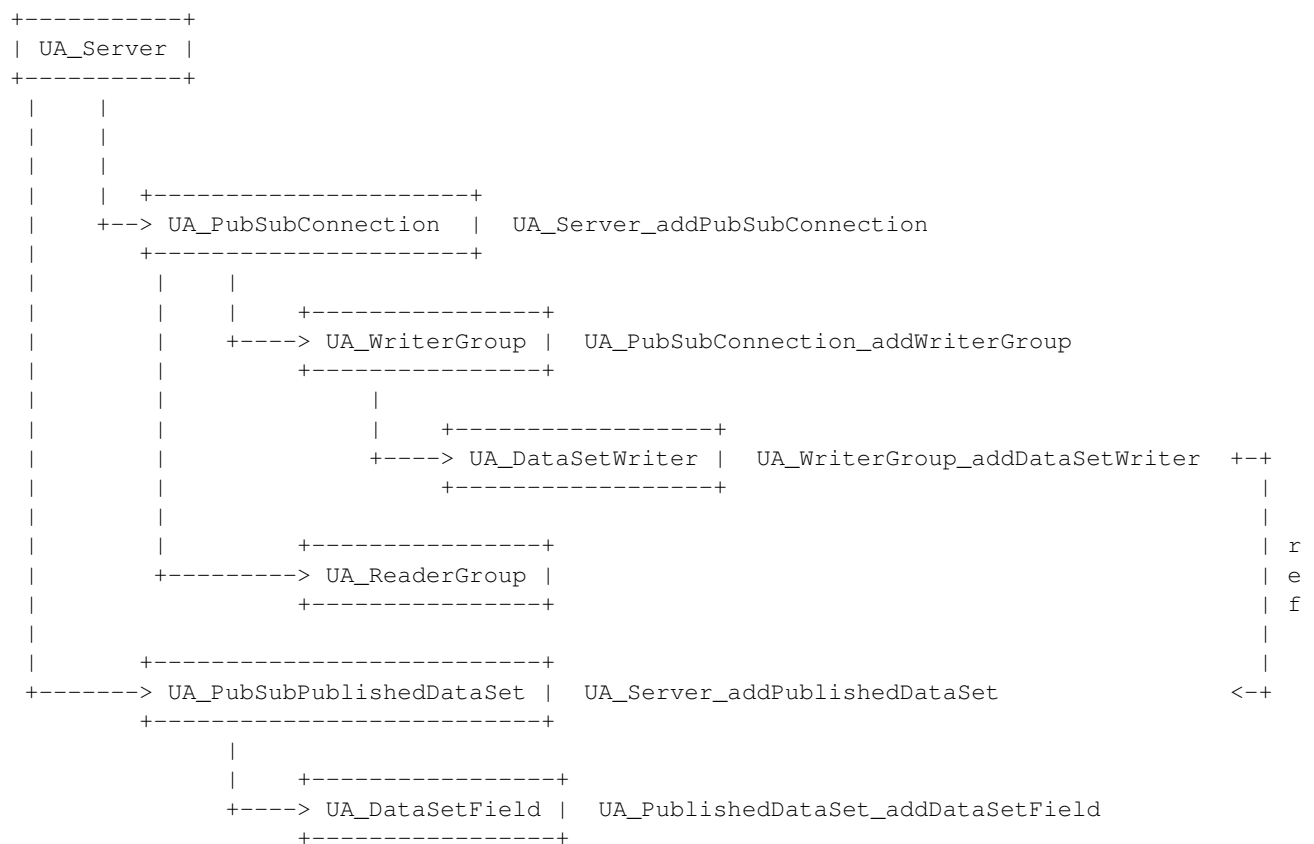 UA_Server
UA_PubSubConnection UA_Server_addPubSubConnection
UA_WriterGroup UA_PubSubConnection_addWriterGroup
UA_DataSetWriter UA_WriterGroup_addDataSetWriter
r
UA_ReaderGroup e
f
UA_PubSubPublishedDataSet UA_Server_addPublishedDataSet
UA_DataSetField UA_PublishedDataSet_addDataSetField